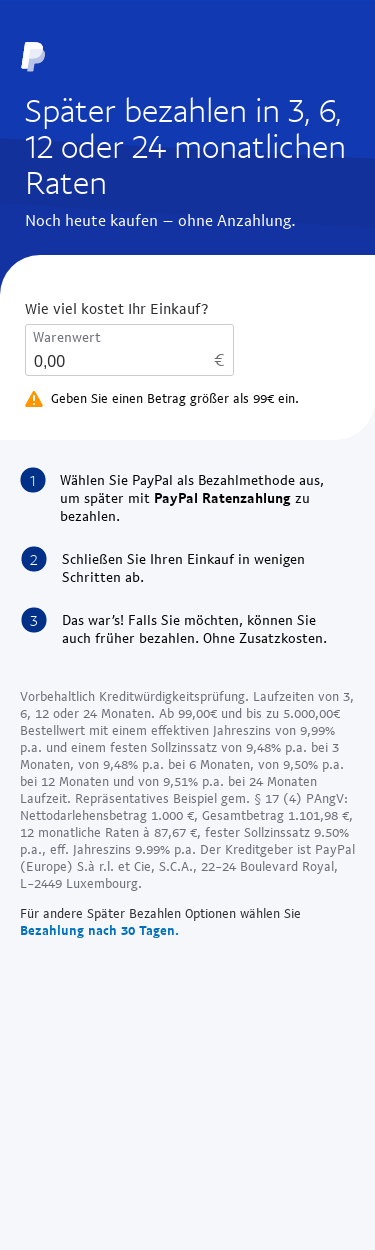 Später bezahlen in 3, 6,
12 oder 24 monatlichen
Raten
Noch heute kaufen – ohne Anzahlung.
Wie viel kostet Ihr Einkauf?
Warenwert
0,00 €
Geben Sie einen Betrag größer als 99€ ein.
1 Wählen Sie PayPal als Bezahlmethode aus,
um später mit PayPal Ratenzahlung zu
bezahlen.
2 Schließen Sie Ihren Einkauf in wenigen
Schritten ab.
3 Das war's! Falls Sie möchten, können Sie
auch früher bezahlen. Ohne Zusatzkosten.
Vorbehaltlich Kreditwürdigkeitsprüfung. Laufzeiten von 3,
6, 12 oder 24 Monaten. Ab 99,00€ und bis zu 5.000,00€
Bestellwert mit einem effektiven Jahreszins von 9,99%
p.a. und einem festen Sollzinssatz von 9,48% p.a. bei 3
Monaten, von 9,48% p.a. bei 6 Monaten, von 9,50% p.a.
bei 12 Monaten und von 9,51% p.a. bei 24 Monaten
Laufzeit. Repräsentatives Beispiel gem. § 17 (4) PAngV:
Nettodarlehensbetrag 1.000 €, Gesamtbetrag 1.101,98 €,
12 monatliche Raten à 87,67 €, fester Sollzinssatz 9.50%
p.a., eff. Jahreszins 9.99% p.a. Der Kreditgeber ist PayPal
(Europe) S.à r.l. et Cie, S.C.A., 22-24 Boulevard Royal,
L-2449 Luxembourg.
Für andere Später Bezahlen Optionen wählen Sie
Bezahlung nach 30 Tagen.